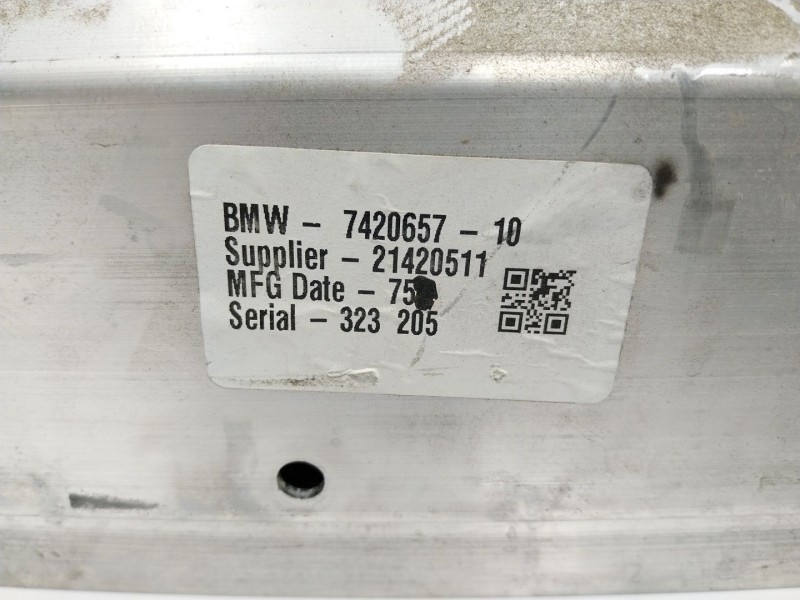 BMW - 7420657 - 10
Supplier - 21420511
MFG Date -
Serial - 323 205